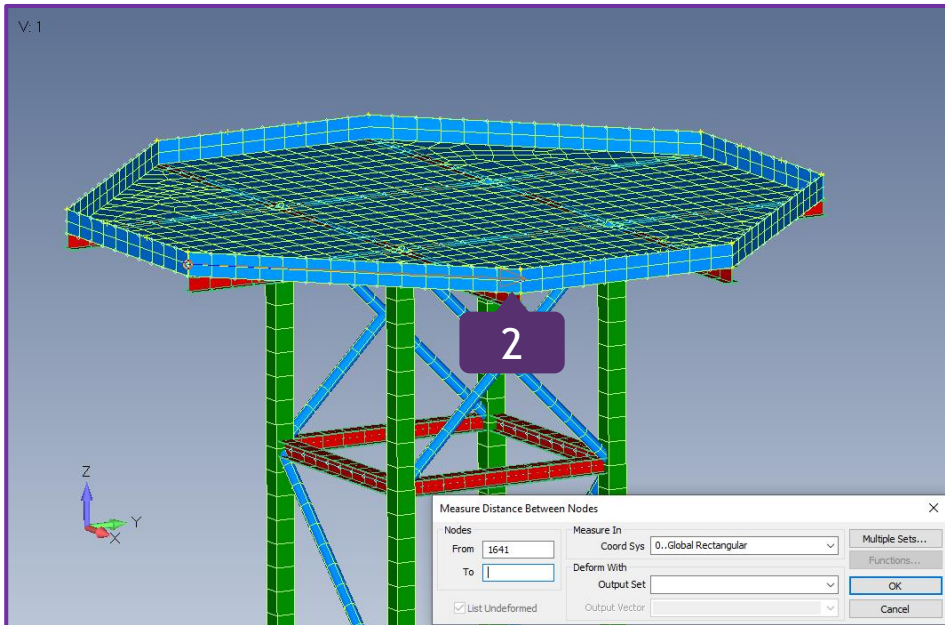 V: 1
2
Z
Y
X
Measure Distance Between Nodes
Nodes
From 1641
To
List Undeformed
Measure In
Coord Sys 0..Global Rectangular
Deform With
Output Set
Output Vector
Multiple Sets...
Functions...
OK
Cancel